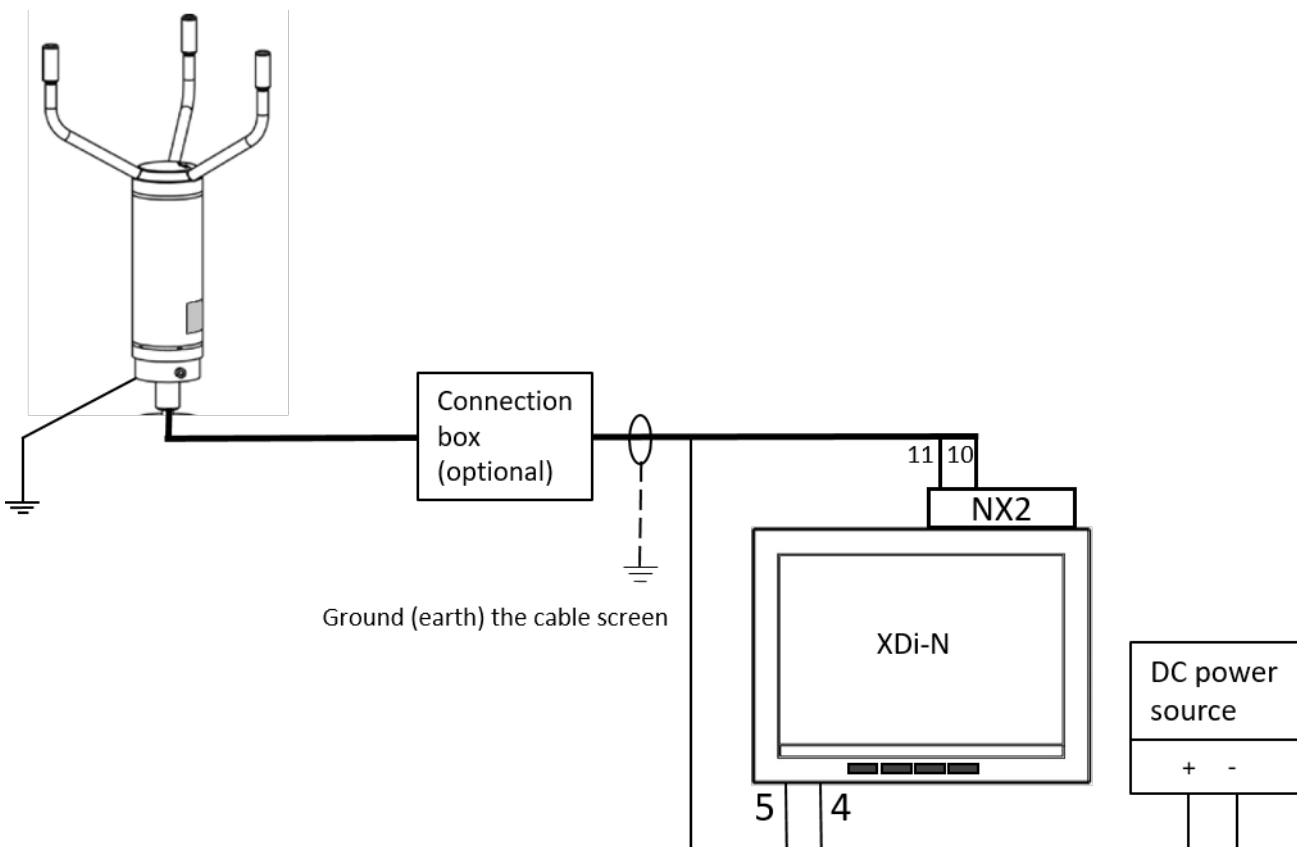 Connection
box
(optional)
11 10
NX2
Ground (earth) the cable screen
XDi-N
DC power
source
+ -
5 4